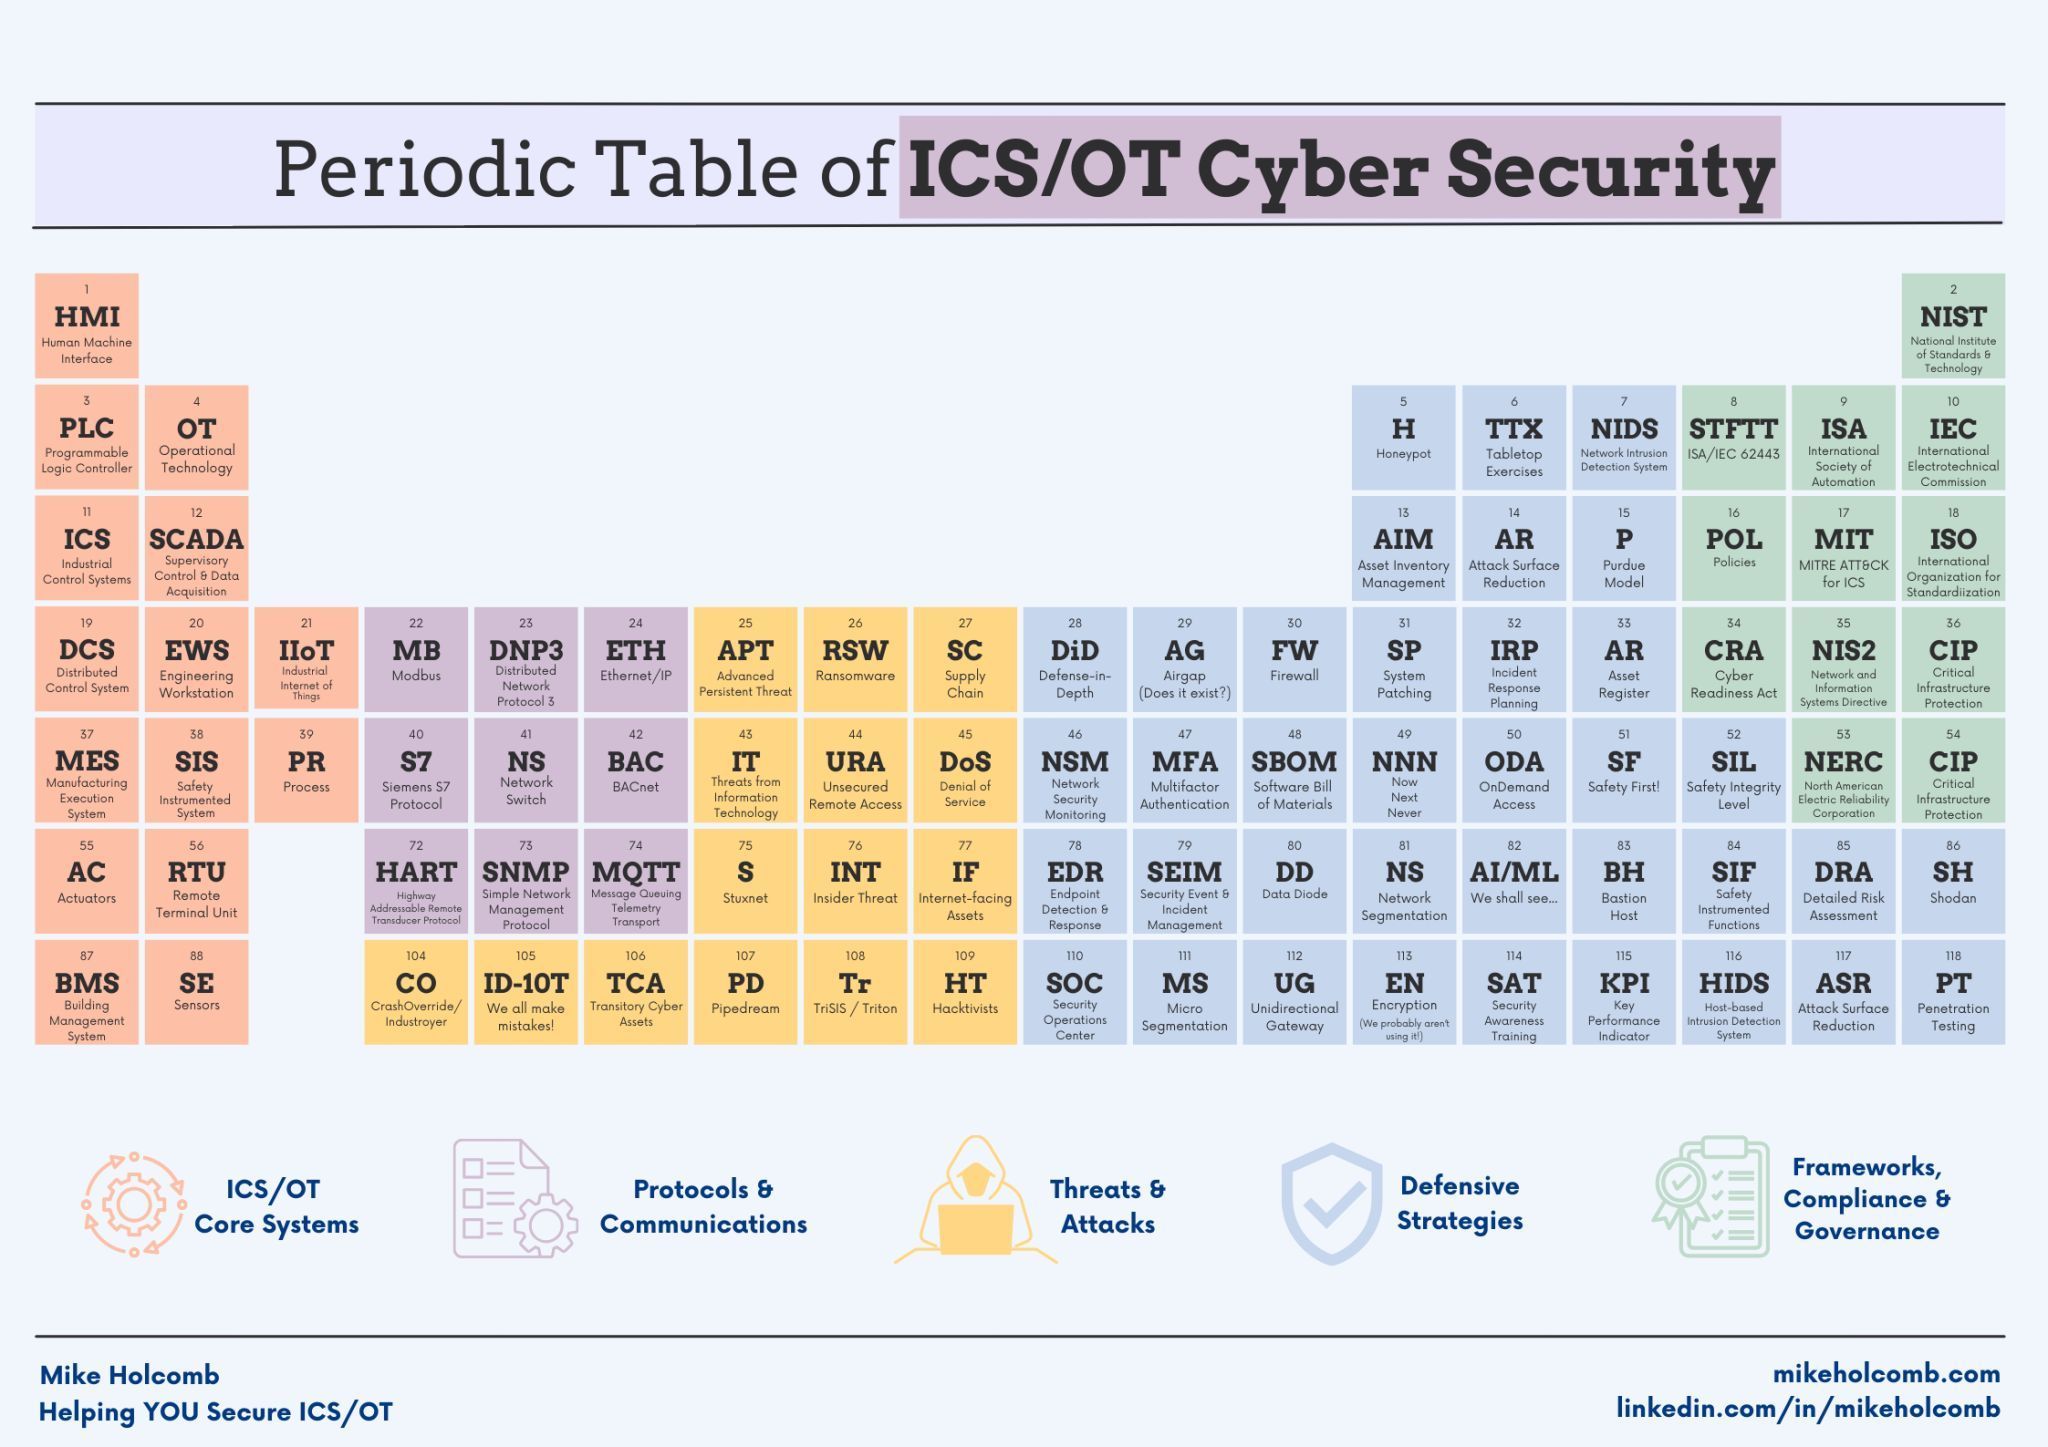 Periodic Table of ICS/OT Cyber Security
1
HMI
Human Machine
Interface
2
NIST
National Institute
of Standards &
Technology
3
PLC
Programmable
Logic Controller
4
OT
Operational
Technology
5
H
Honeypot
6
TTX
Tabletop
Exercises
7
NIDS
Network Intrusion
Detection System
8
STFTT
ISA/IEC 62443
9
ISA
International
Society of
Automation
10
IEC
International
Electrotechnical
Commission
11
ICS
Industrial
Control Systems
12
SCADA
Supervisory
Control & Data
Acquisition
13
AIM
Asset Inventory
Management
14
AR
Attack Surface
Reduction
15
P
Purdue
Model
16
POL
Policies
17
MIT
MITRE ATT&CK
for ICS
18
ISO
International
Organization for
Standardiization
19
DCS
Distributed
Control System
20
EWS
Engineering
Workstation
21
IIoT
Industrial
Internet of
Things
22
MB
Modbus
23
DNP3
Distributed
Network
Protocol 3
24
ETH
Ethernet/IP
25
APT
Advanced
Persistent Threat
26
RSW
Ransomware
27
SC
Supply
Chain
28
DiD
Defense-in-
Depth
29
AG
Airgap
(Does it exist?)
30
FW
Firewall
31
SP
System
Patching
32
IRP
Incident
Response
Planning
33
AR
Asset
Register
34
CRA
Cyber
Readiness Act
35
NIS2
Network and
Information
Systems Directive
36
CIP
Critical
Infrastructure
Protection
37
MES
Manufacturing
Execution
System
38
SIS
Safety
Instrumented
System
39
PR
Process
40
S7
Siemens S7
Protocol
41
NS
Network
Switch
42
BAC
BACnet
43
IT
Threats from
Information
Technology
44
URA
Unsecured
Remote Access
45
DoS
Denial of
Service
46
NSM
Network
Security
Monitoring
47
MFA
Multifactor
Authentication
48
SBOM
Software Bill
of Materials
49
NNN
Now
Next
Never
50
ODA
OnDemand
Access
51
SF
Safety First!
52
SIL
Safety Integrity
Level
53
NERC
North American
Electric Reliability
Corporation
54
CIP
Critical
Infrastructure
Protection
55
AC
Actuators
56
RTU
Remote
Terminal Unit
72
HART
Highway
Addressable Remote
Transducer Protocol
73
SNMP
Simple Network
Management
Protocol
74
MQTT
Message Queuing
Telemetry
Transport
75
S
Stuxnet
76
INT
Insider Threat
77
IF
Internet-facing
Assets
78
EDR
Endpoint
Detection &
Response
79
SEIM
Security Event &
Incident
Management
80
DD
Data Diode
81
NS
Network
Segmentation
82
AI/ML
We shall see...
83
BH
Bastion
Host
84
SIF
Safety
Instrumented
Functions
85
DRA
Detailed Risk
Assessment
86
SH
Shodan
87
BMS
Building
Management
System
88
SE
Sensors
104
CO
CrashOverride/
Industroyer
105
ID-10T
We all make
mistakes!
106
TCA
Transitory Cyber
Assets
107
PD
Pipedream
108
Tr
TriSIS / Triton
109
HT
Hacktivists
110
SOC
Security
Operations
Center
111
MS
Micro
Segmentation
112
UG
Unidirectional
Gateway
113
EN
Encryption
(We probably aren't
using it!)
114
SAT
Security
Awareness
Training
115
KPI
Key
Performance
Indicator
116
HIDS
Host-based
Intrusion Detection
System
117
ASR
Attack Surface
Reduction
118
PT
Penetration
Testing
ICS/OT
Core Systems
Protocols &
Communications
Threats &
Attacks
Defensive
Strategies
Frameworks,
Compliance &
Governance
Mike Holcomb
Helping YOU Secure ICS/OT
mikeholcomb.com
linkedin.com/in/mikeholcomb